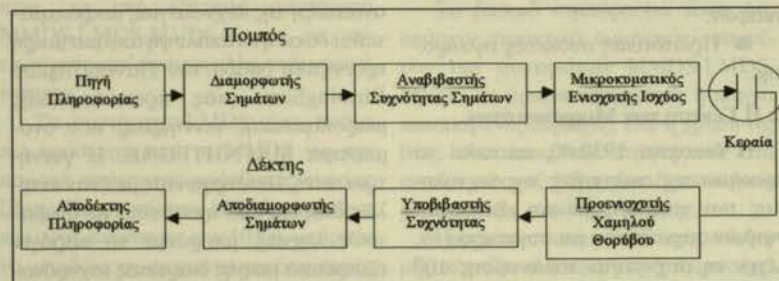 Πομπός
Πηγή
Πληροφορίας
Διαμορφωτής
Σημάτων
Αναβιβαστής
Συχνότητας Σημάτων
Μικροκυματικός
Ενισχυτής Ισχύος
Κεραία
Δέκτης
Αποδέκτης
Πληροφορίας
Αποδιαμορφωτής
Σημάτων
Υποβιβαστής
Συχνότητας
Προενισχυτής
Χαμηλού
Θορύβου